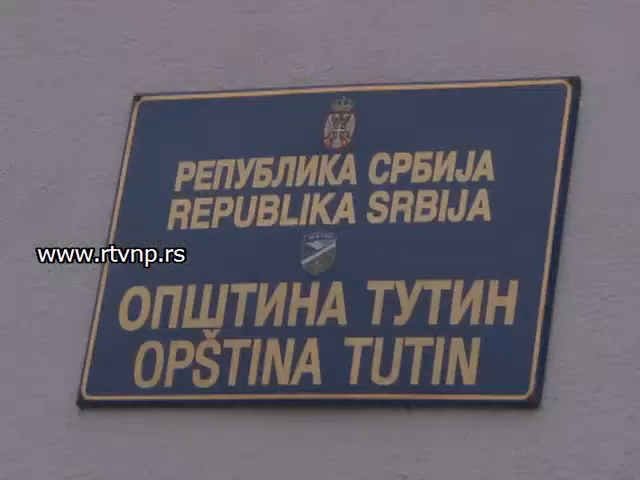 РЕПУБЛИКА СРБИЈА
REPUBLIKA SRBIJA
www.rtvnp.rs
ОПШТИНА ТУТИН
OPŠTINA TUTIN